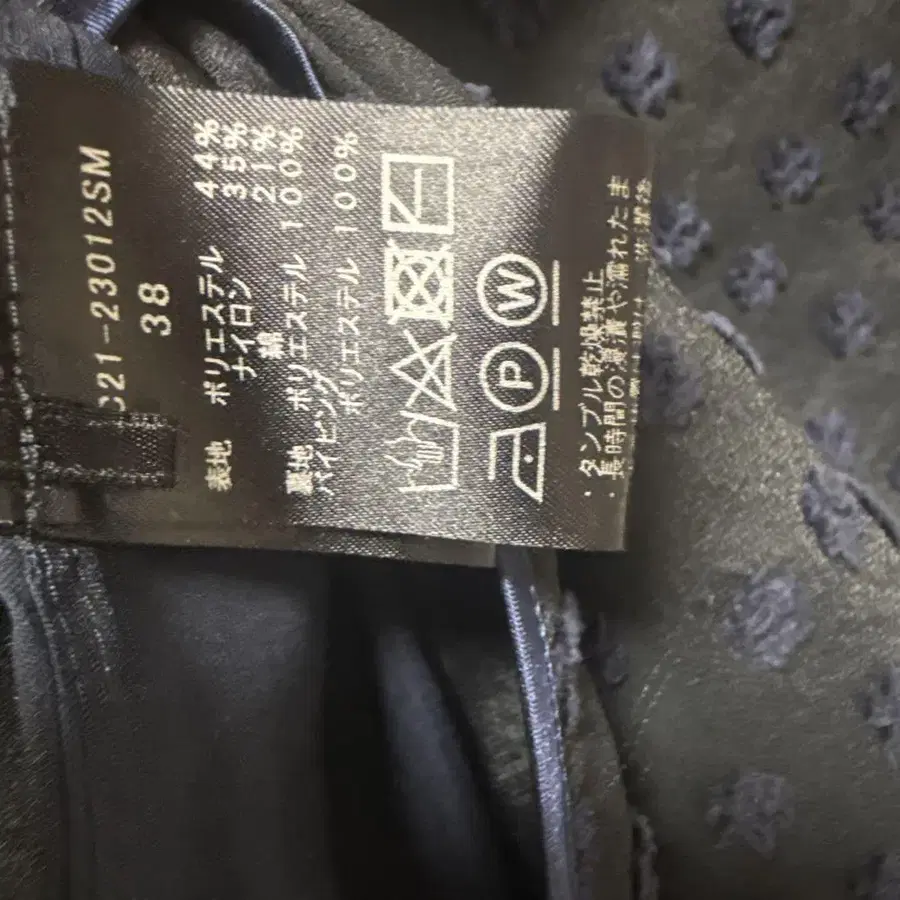 C21-23012SM
38
表地 ポリエステル 44%
ナイロン 35%
綿 21%
裏地 ポリエステル 100%
パイピング ポリエステル 100%
P W
・タンブル乾燥禁止
・長時間の浸漬や濡れたま